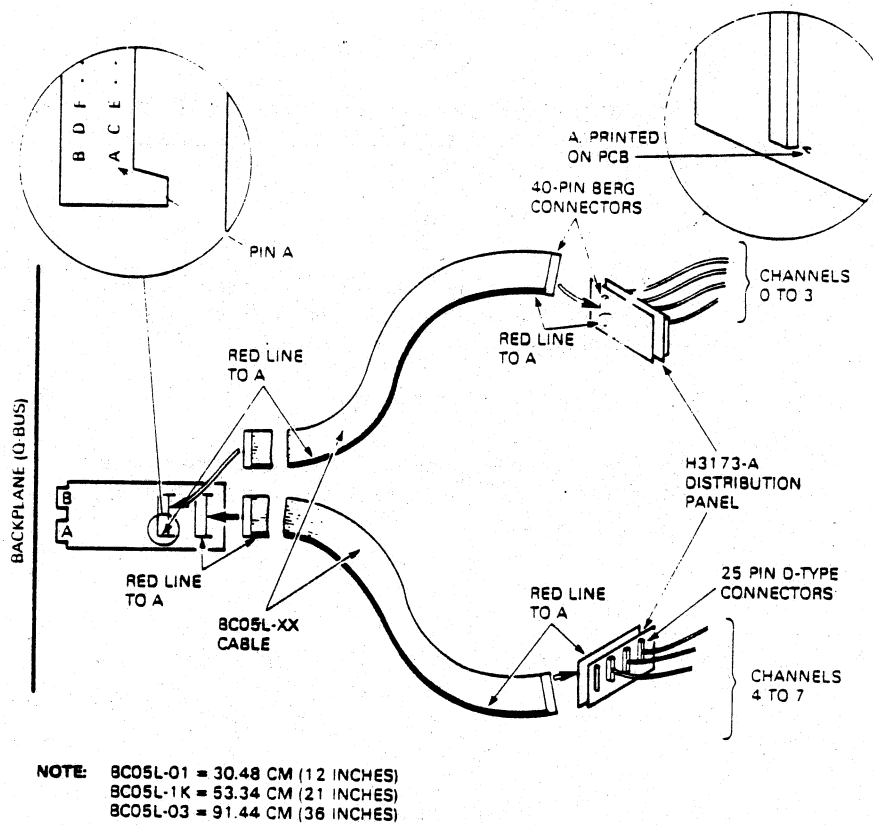 B D F . .
A C E . .
PIN A
A. PRINTED
ON PCB
40-PIN BERG
CONNECTORS
CHANNELS
0 TO 3
RED LINE
TO A
RED LINE
TO A
BACKPLANE (Q-BUS)
B
A
A
H3173-A
DISTRIBUTION
PANEL
RED LINE
TO A
BC05L-XX
CABLE
RED LINE
TO A
25 PIN D-TYPE
CONNECTORS
CHANNELS
4 TO 7
NOTE: BC05L-01 = 30.48 CM (12 INCHES)
BC05L-1K = 53.34 CM (21 INCHES)
BC05L-03 = 91.44 CM (36 INCHES)